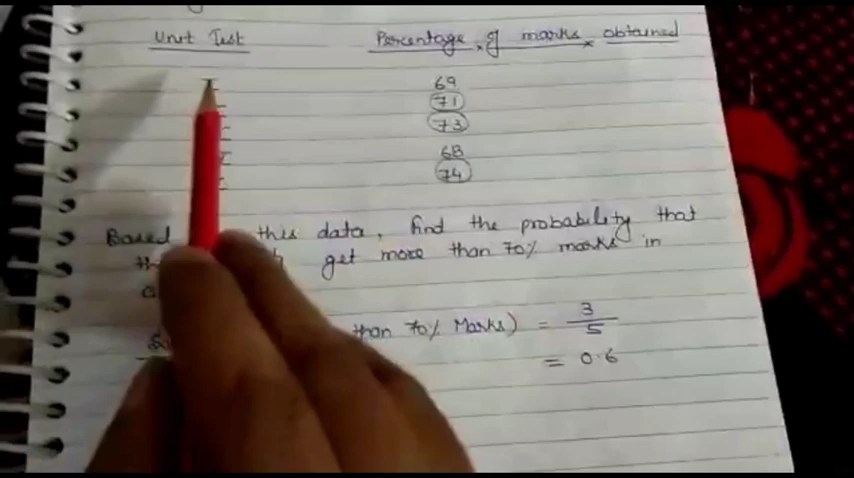 Unit Test Percentage of marks obtained
I 69
71
73
68
74
Based this data, find the probability that
get more than 70% marks in
than 70% Marks) = 3/5
= 0.6